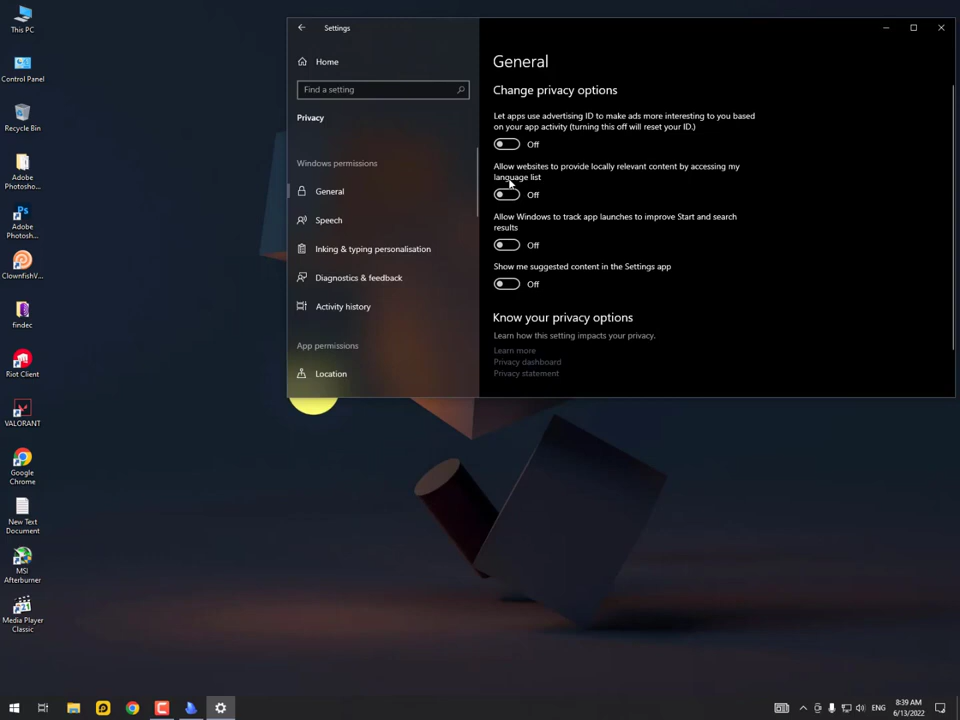 This PC
Control Panel
Recycle Bin
Adobe
Photosho...
Adobe
Photosh...
ClownfishV...
findec
Riot Client
VALORANT
Google
Chrome
New Text
Document
MSI
Afterburner
Media Player
Classic
Settings
Home
Find a setting
Privacy
Windows permissions
General
Speech
Inking & typing personalisation
Diagnostics & feedback
Activity history
App permissions
Location
General
Change privacy options
Let apps use advertising ID to make ads more interesting to you based
on your app activity (turning this off will reset your ID.)
Off
Allow websites to provide locally relevant content by accessing my
language list
Off
Allow Windows to track app launches to improve Start and search
results
Off
Show me suggested content in the Settings app
Off
Know your privacy options
Learn how this setting impacts your privacy.
Learn more
Privacy dashboard
Privacy statement
ENG
8:39 AM
6/13/2022